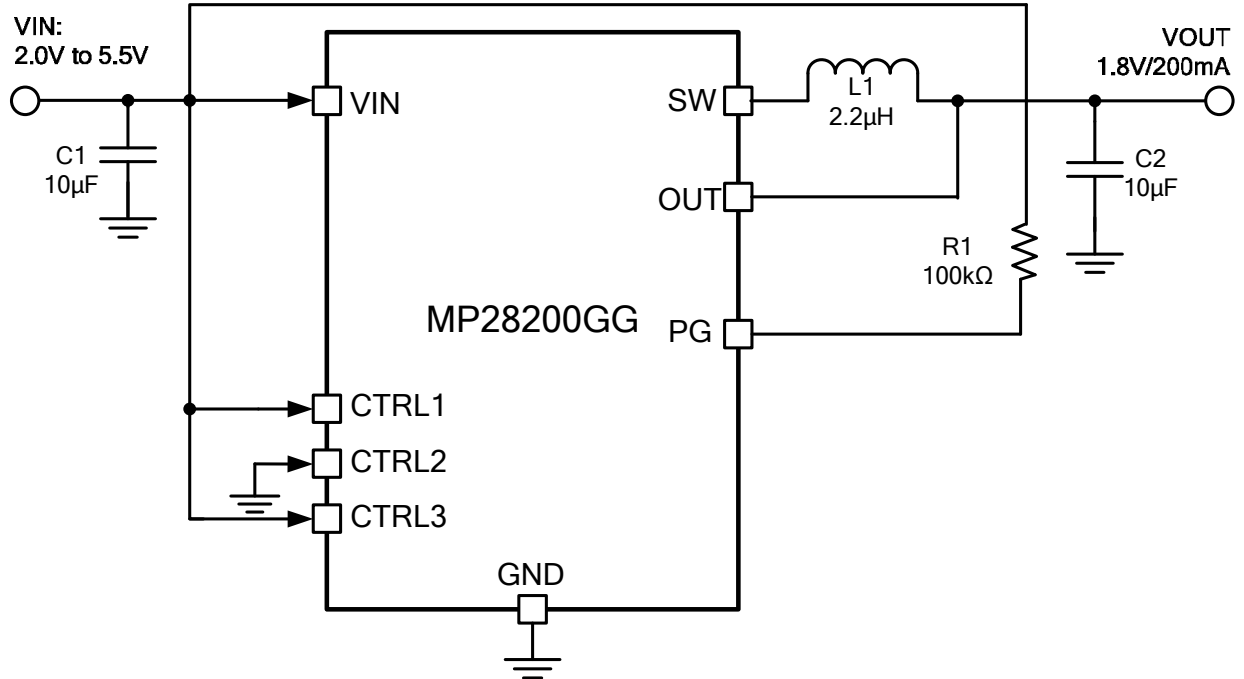 VIN:
2.0V to 5.5V
VOUT
1.8V/200mA
VIN
SW
L1
2.2µH
C1
10µF
C2
10µF
OUT
R1
100kΩ
MP28200GG
PG
CTRL1
CTRL2
CTRL3
GND